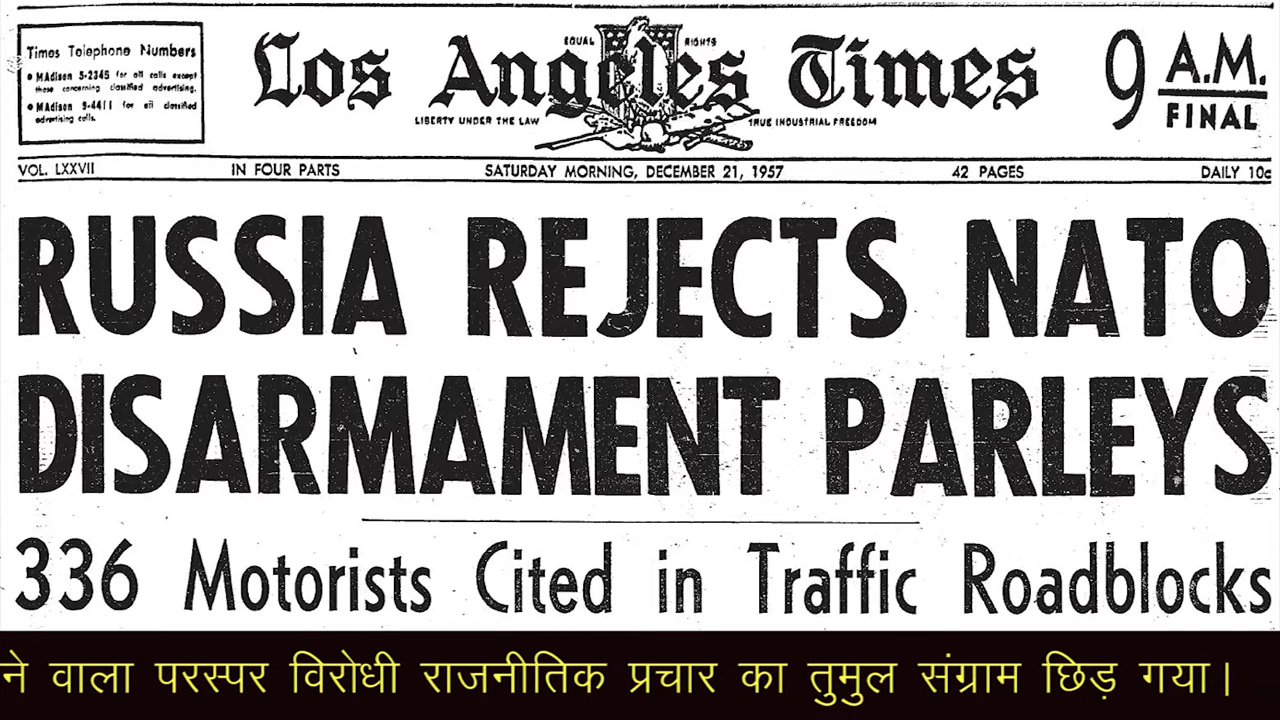 Times Telephone Numbers
• MAdison 5-2345 for all calls except
those concerning classified advertising.
• MAdison 9-4411 for all classified
advertising calls.
EQUAL RIGHTS
Los Angeles Times
LIBERTY UNDER THE LAW TRUE INDUSTRIAL FREEDOM
9 A.M.
FINAL
VOL. LXXVII IN FOUR PARTS SATURDAY MORNING, DECEMBER 21, 1957 42 PAGES DAILY 10c
RUSSIA REJECTS NATO
DISARMAMENT PARLEYS
336 Motorists Cited in Traffic Roadblocks
ने वाला परस्पर विरोधी राजनीतिक प्रचार का तुमुल संग्राम छिड़ गया।